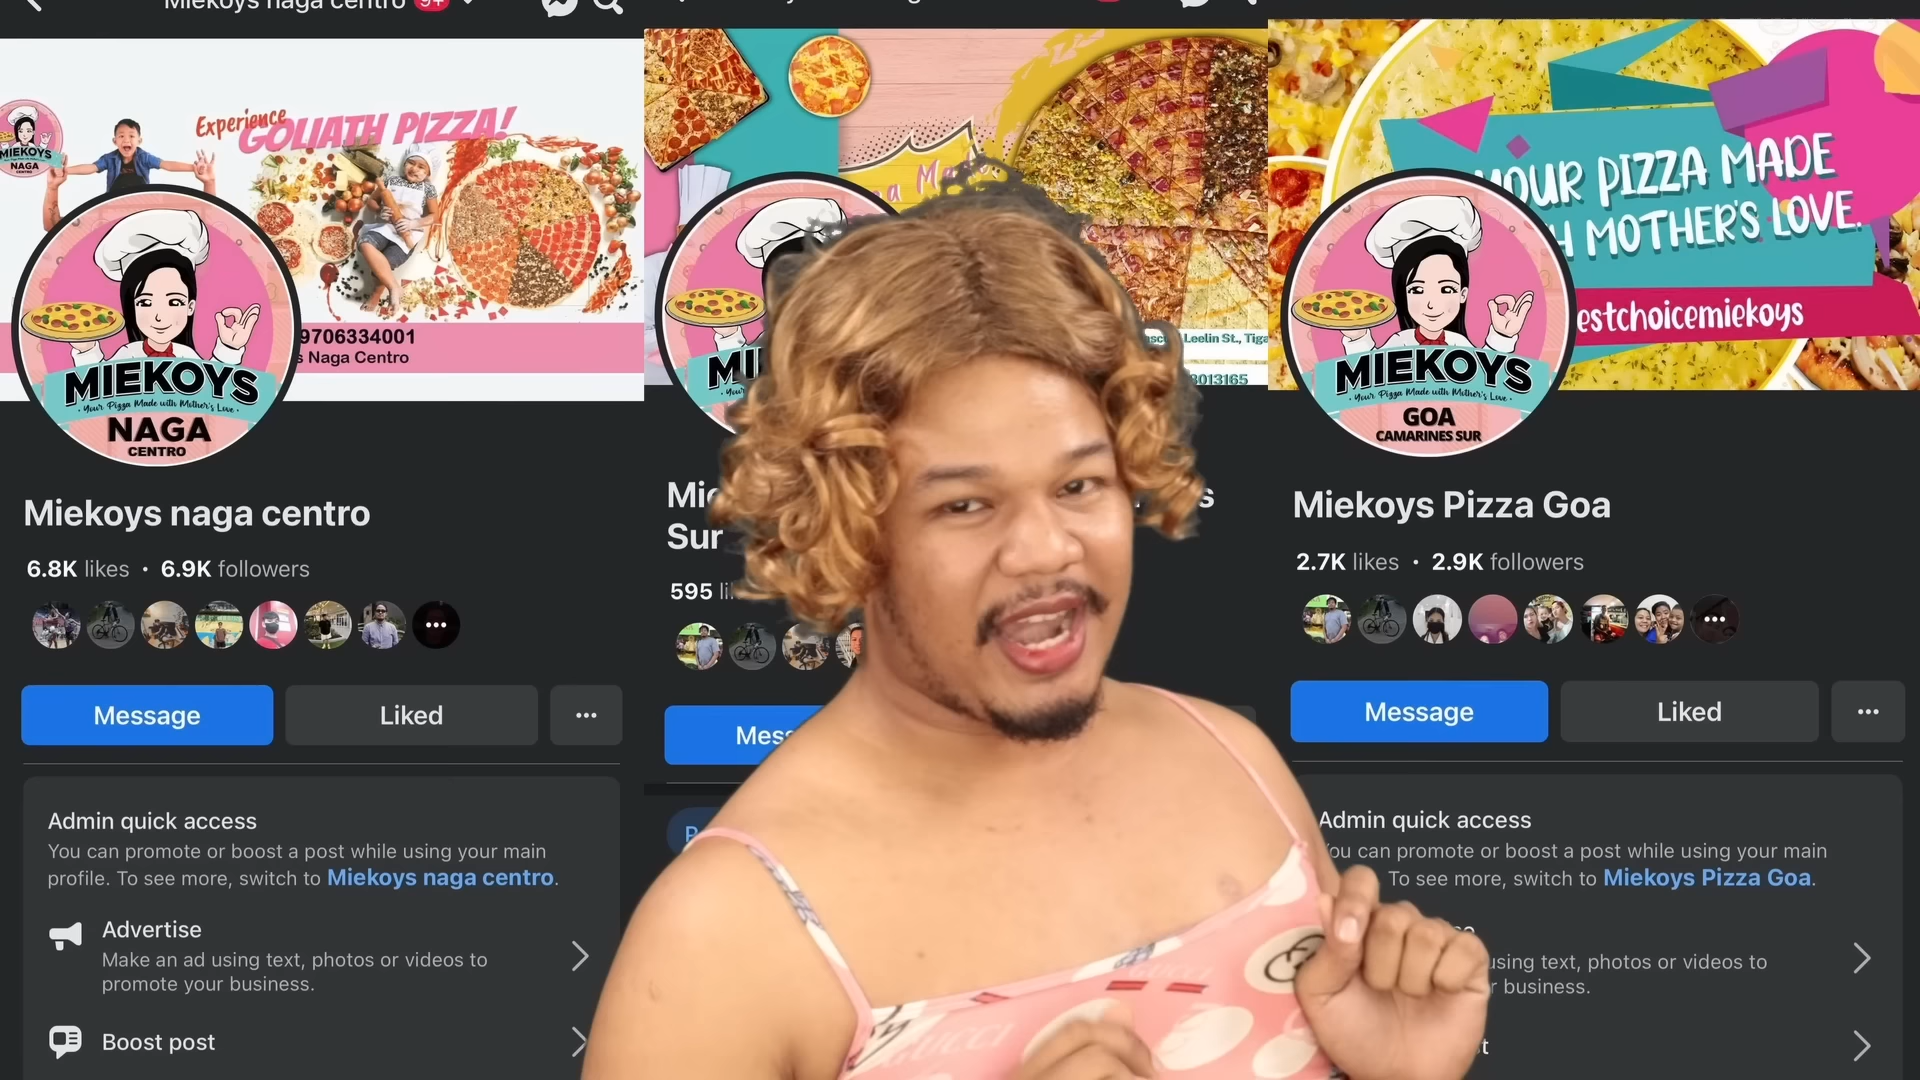 Miekoys naga centro 9+
Experience
GOLIATH PIZZA!
MIEKOYS
NAGA
CENTRO
9706334001
s Naga Centro
MIEKOYS
Your Pizza Made with Mother's Love
NAGA
CENTRO
Miekoys naga centro
6.8K likes • 6.9K followers
Message
Liked
Admin quick access
You can promote or boost a post while using your main
profile. To see more, switch to Miekoys naga centro.
Advertise
Make an ad using text, photos or videos to
promote your business.
Boost post
Leelin St., Tiga
3013165
Sur
595
YOUR PIZZA MADE
H MOTHER'S LOVE.
estchoicemiekoys
MIEKOYS
Your Pizza Made with Mother's Love
GOA
CAMARINES SUR
Miekoys Pizza Goa
2.7K likes • 2.9K followers
Message
Liked
Admin quick access
You can promote or boost a post while using your main
To see more, switch to Miekoys Pizza Goa.
using text, photos or videos to
r business.
GUCCI